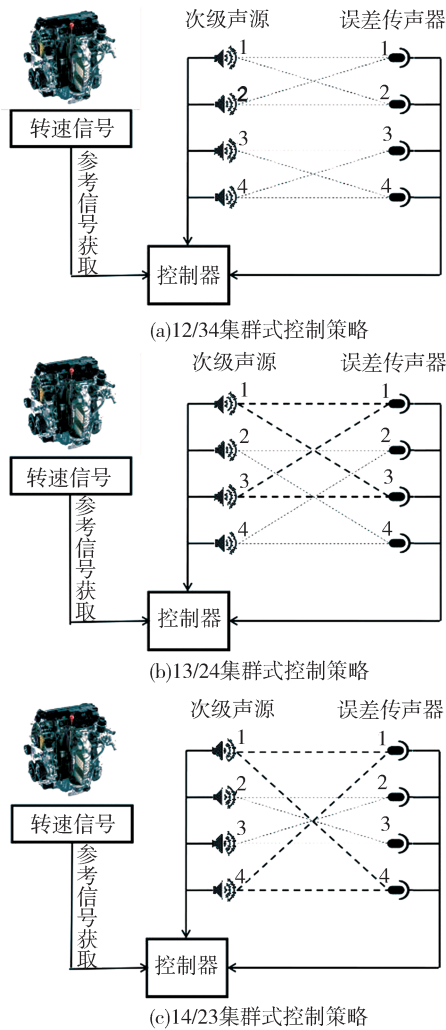 次级声源 误差传声器
1 1
2 2
3 3
4 4
转速信号
参考信号获取
控制器
(a)12/34集群式控制策略
次级声源 误差传声器
1 1
2 2
3 3
4 4
转速信号
参考信号获取
控制器
(b)13/24集群式控制策略
次级声源 误差传声器
1 1
2 2
3 3
4 4
转速信号
参考信号获取
控制器
(c)14/23集群式控制策略